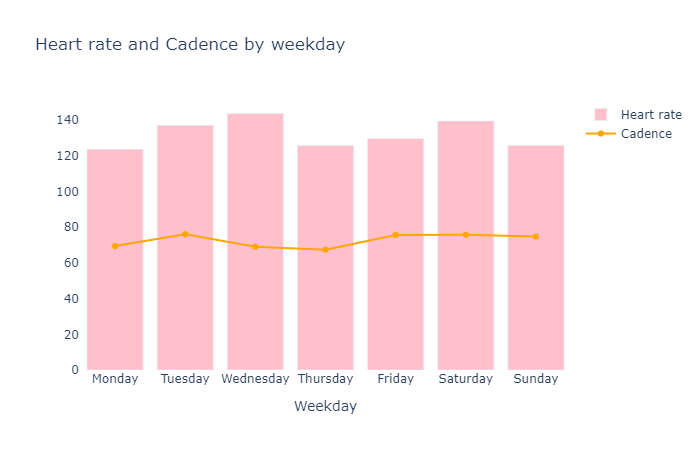 Heart rate and Cadence by weekday
140
120
100
80
60
40
20
0
Monday Tuesday Wednesday Thursday Friday Saturday Sunday
Weekday
Heart rate
Cadence